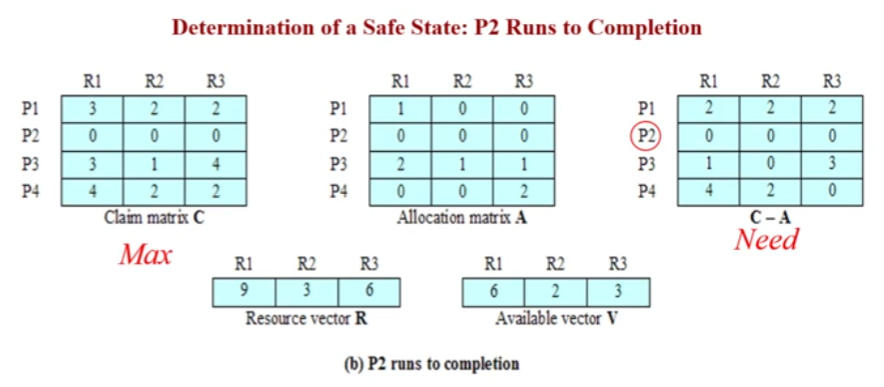 Determination of a Safe State: P2 Runs to Completion
R1 R2 R3 R1 R2 R3 R1 R2 R3
P1 3 2 2 P1 1 0 0 P1 2 2 2
P2 0 0 0 P2 0 0 0 P2 0 0 0
P3 3 1 4 P3 2 1 1 P3 1 0 3
P4 4 2 2 P4 0 0 2 P4 4 2 0
Claim matrix C Allocation matrix A C – A
Max Need
R1 R2 R3 R1 R2 R3
9 3 6 6 2 3
Resource vector R Available vector V
(b) P2 runs to completion